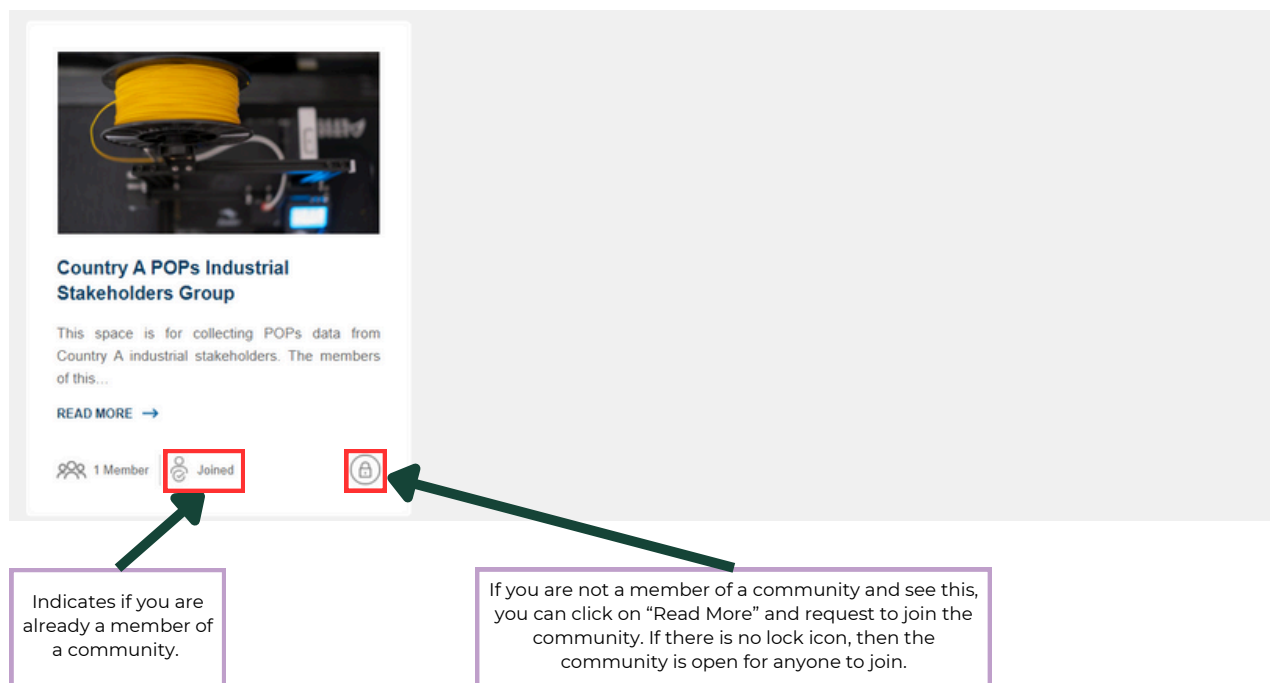 Country A POPs Industrial
Stakeholders Group
This space is for collecting POPs data from
Country A industrial stakeholders. The members
of this...
READ MORE →
1 Member
Joined
Indicates if you are
already a member of
a community.
If you are not a member of a community and see this,
you can click on “Read More” and request to join the
community. If there is no lock icon, then the
community is open for anyone to join.